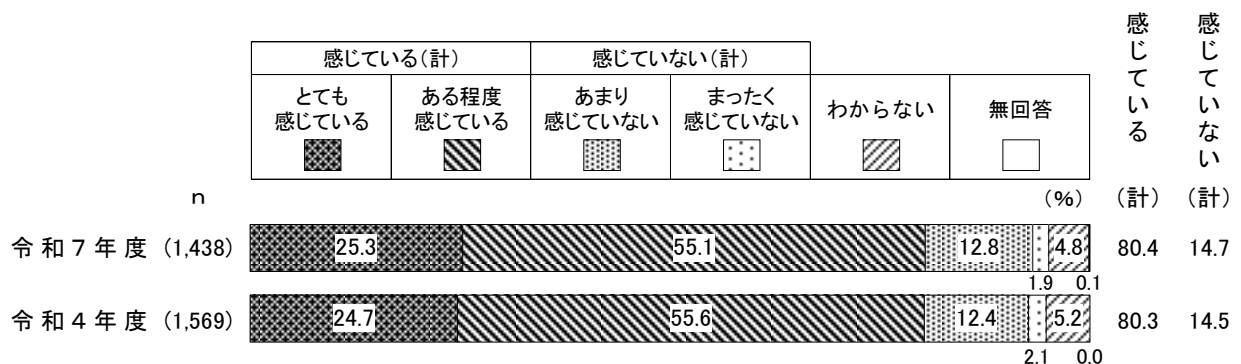 感じている(計) 感じていない(計)
とても
感じている
ある程度
感じている
あまり
感じていない
まったく
感じていない
わからない
無回答
感じている
(計)
感じていない
(計)
n
(%)
令和7年度 (1,438) 25.3 55.1 12.8 1.9 4.8 0.1 80.4 14.7
令和4年度 (1,569) 24.7 55.6 12.4 2.1 5.2 0.0 80.3 14.5